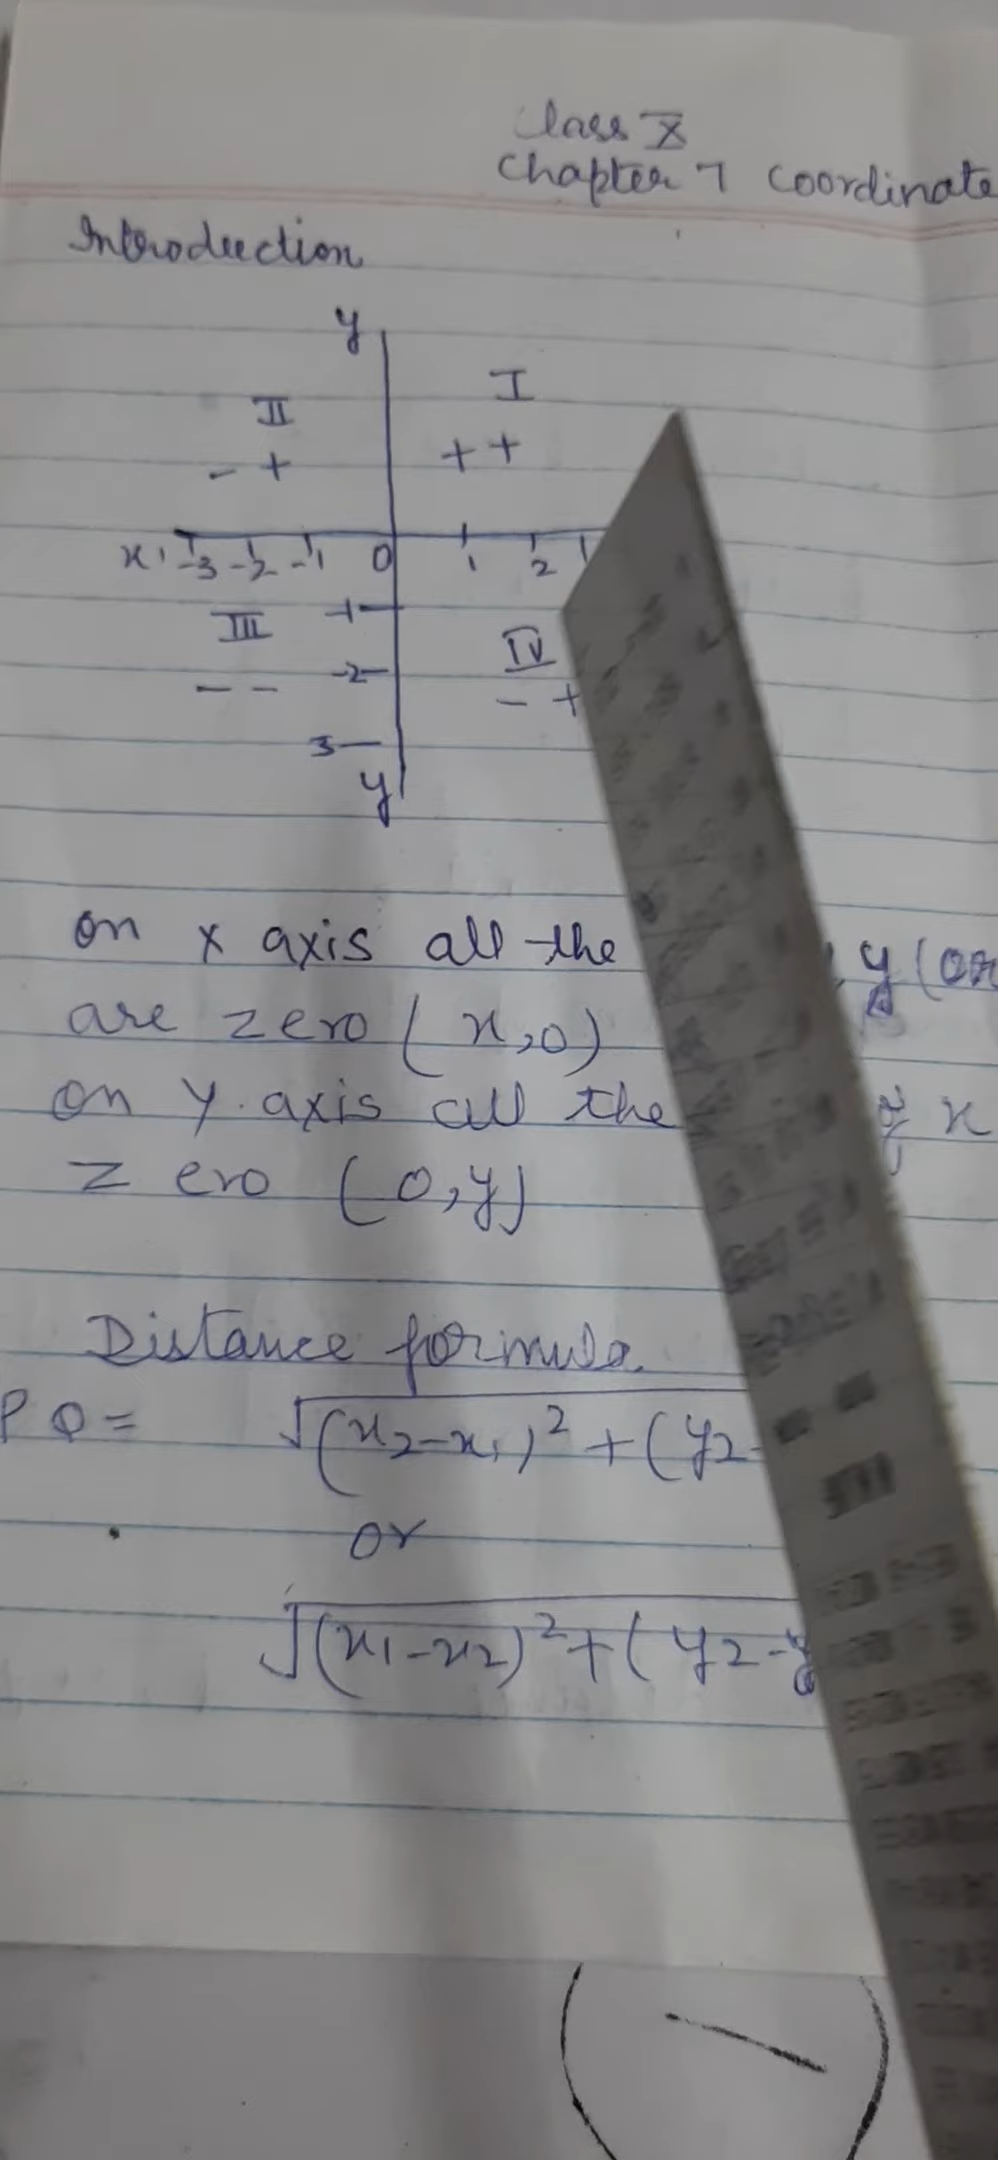 Class X
Chapter 7 Coordinate
Introduction
y
II I
- + + +
x' -3 -2 -1 0 1 2
-1
III IV
-2
- - - +
3
y
on x axis all the y (or
are zero (x,0)
on y axis all the of x
zero (0,y)
Distance formula
PQ = √(x2-x1)² + (y2-
or
√(x1-x2)² + (y2-y